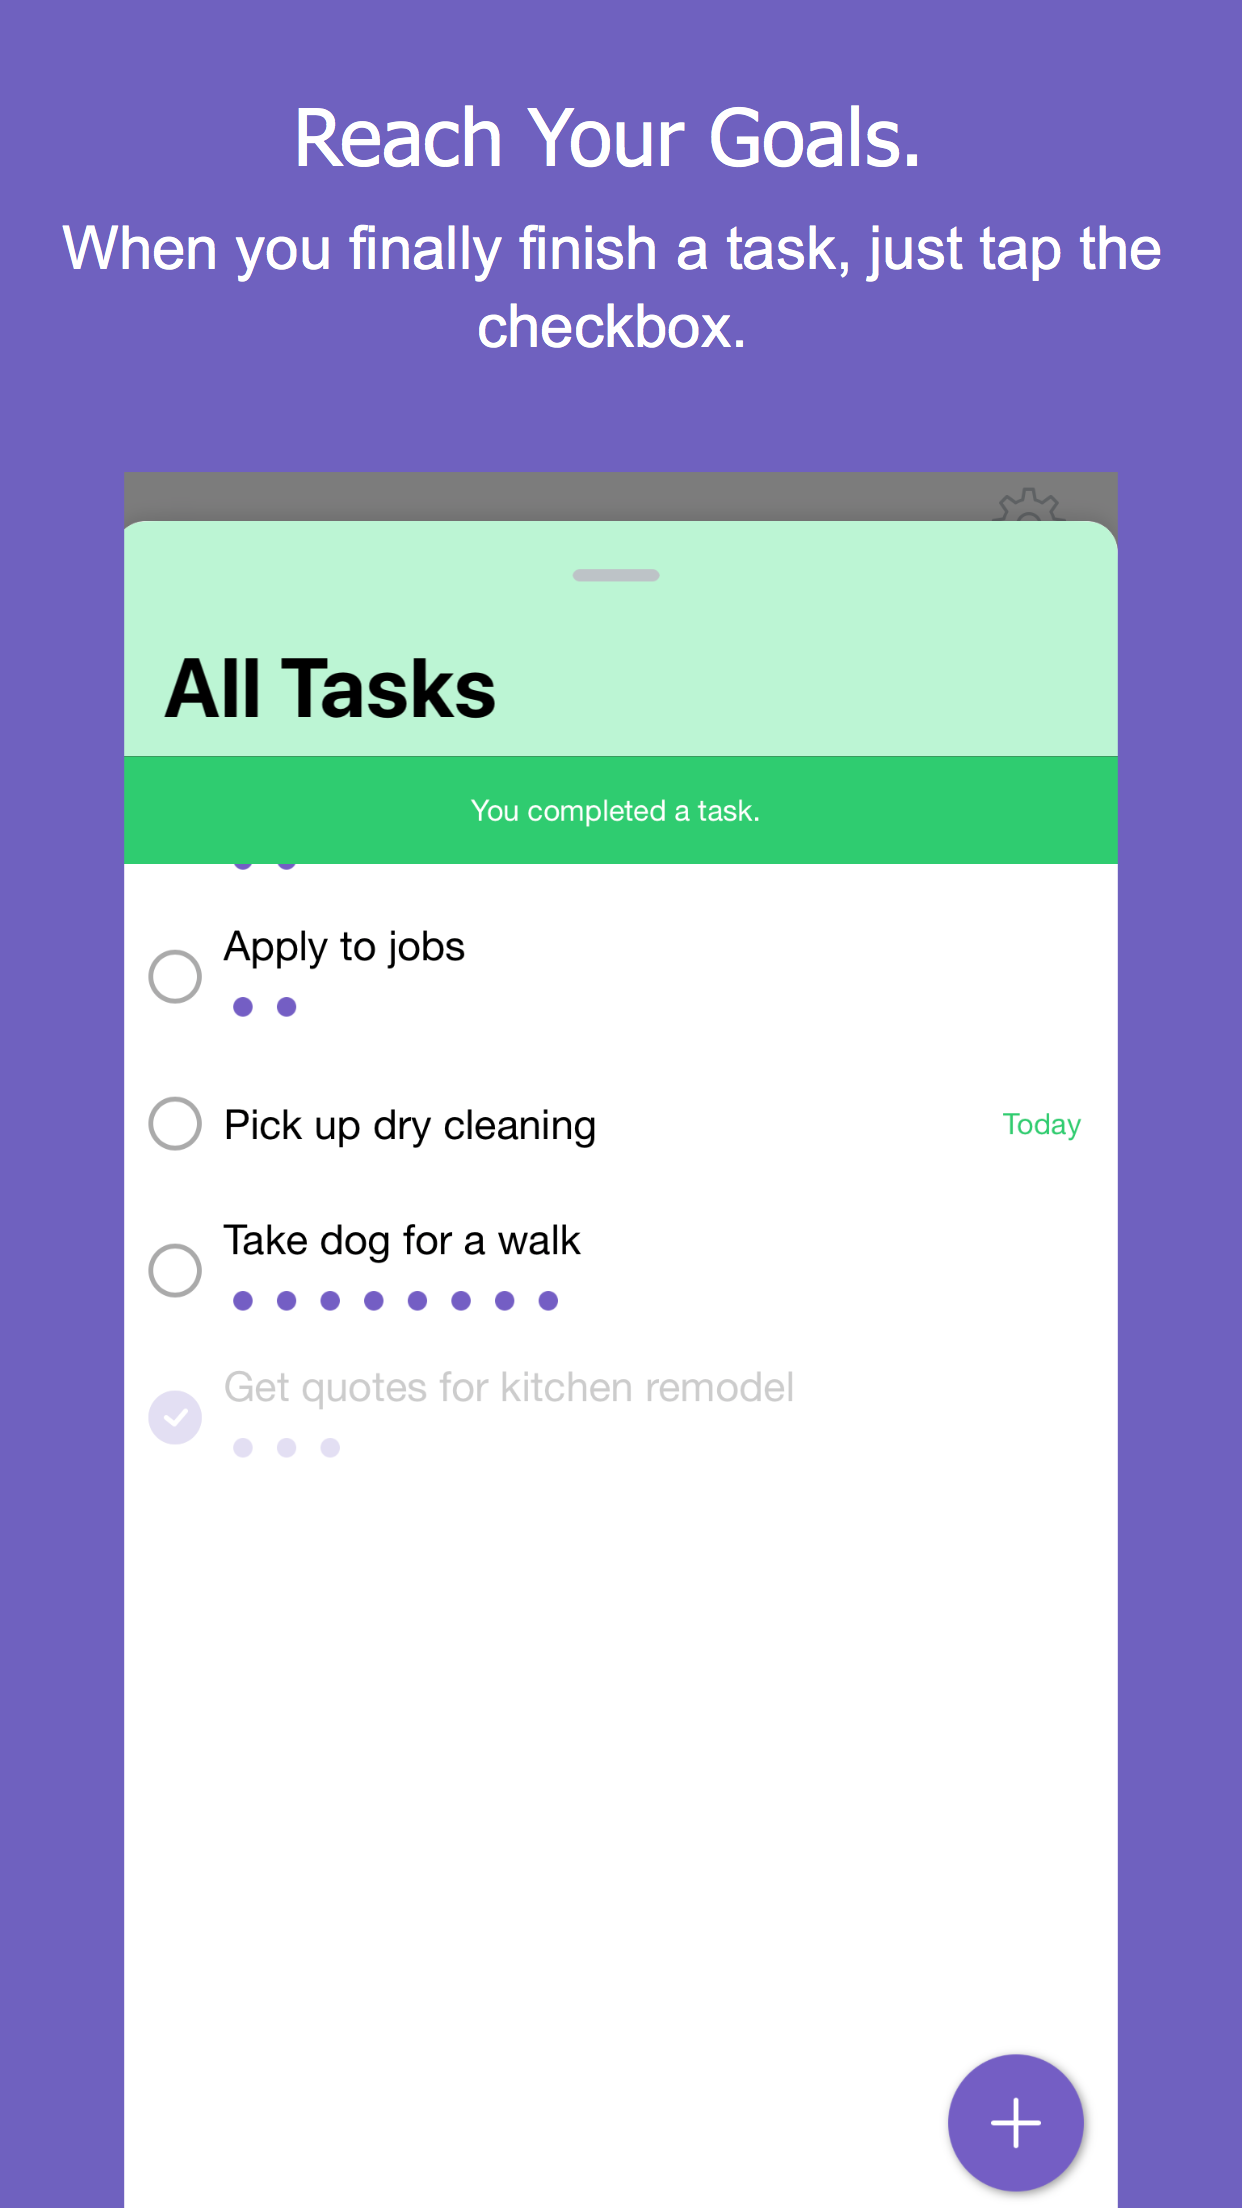 Reach Your Goals.
When you finally finish a task, just tap the
checkbox.
All Tasks
You completed a task.
Apply to jobs
Pick up dry cleaning
Today
Take dog for a walk
Get quotes for kitchen remodel